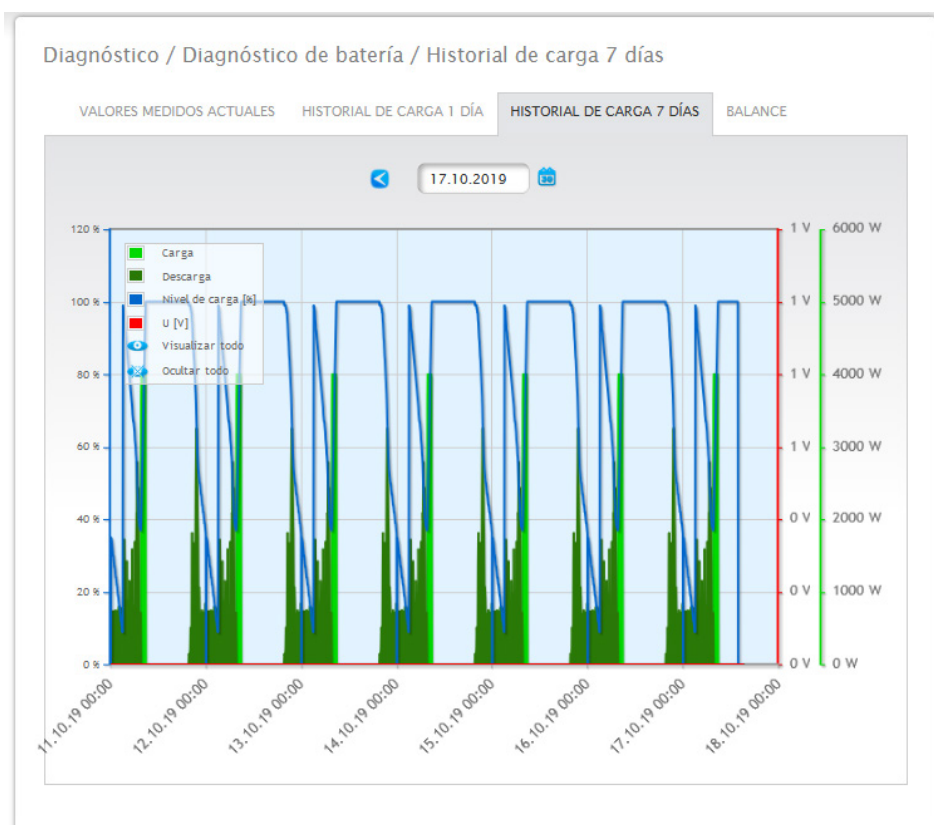 Diagnóstico / Diagnóstico de batería / Historial de carga 7 días
VALORES MEDIDOS ACTUALES HISTORIAL DE CARGA 1 DÍA HISTORIAL DE CARGA 7 DÍAS BALANCE
17.10.2019
120 % 1 V 6000 W
Carga
Descarga
100 % Nivel de carga [%] 1 V 5000 W
U [V]
Visualizar todo
80 % Ocultar todo 1 V 4000 W
60 % 1 V 3000 W
40 % 0 V 2000 W
20 % 0 V 1000 W
0 % 0 V 0 W
11.10.19 00:00 12.10.19 00:00 13.10.19 00:00 14.10.19 00:00 15.10.19 00:00 16.10.19 00:00 17.10.19 00:00 18.10.19 00:00